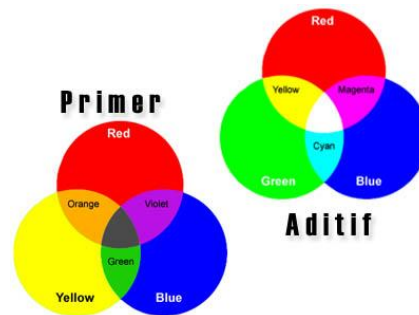 Primer
Red
Orange
Violet
Green
Yellow
Blue
Red
Yellow
Magenta
Cyan
Green
Blue
Aditif